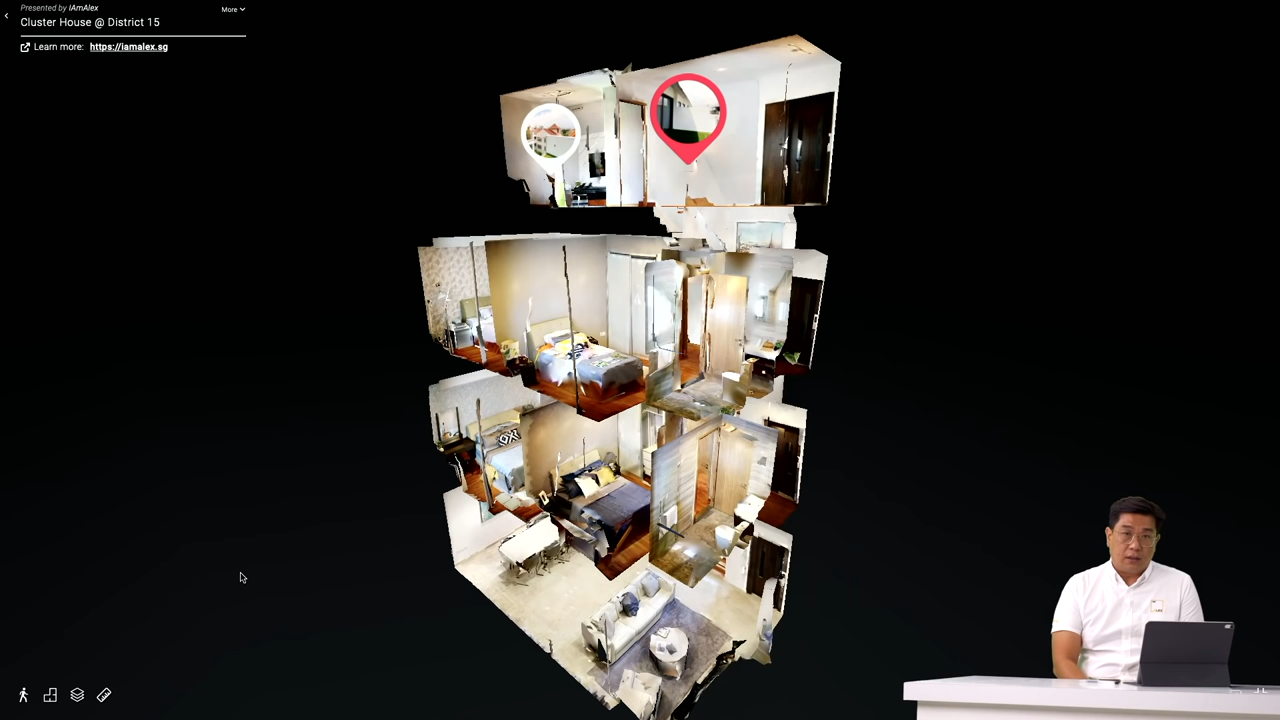 Presented by IAmAlex
More
Cluster House @ District 15
Learn more: https://iamalex.sg